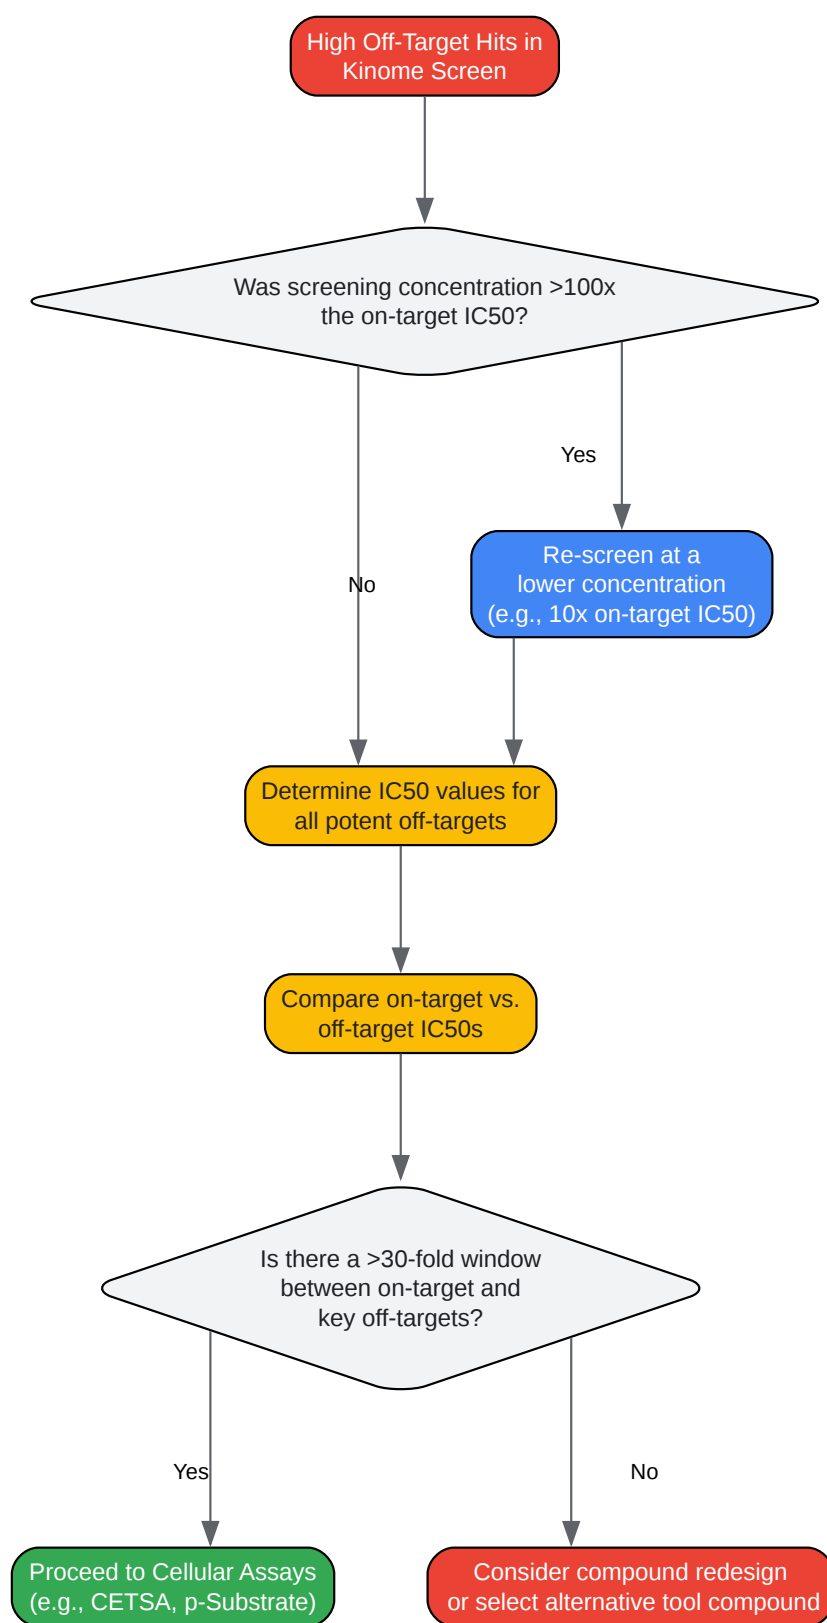 High Off-Target Hits in
Kinome Screen
Was screening concentration >100x
the on-target IC50?
Yes
Re-screen at a
lower concentration
(e.g., 10x on-target IC50)
No
Determine IC50 values for
all potent off-targets
Compare on-target vs.
off-target IC50s
Is there a >30-fold window
between on-target and
key off-targets?
Yes
No
Proceed to Cellular Assays
(e.g., CETSA, p-Substrate)
Consider compound redesign
or select alternative tool compound